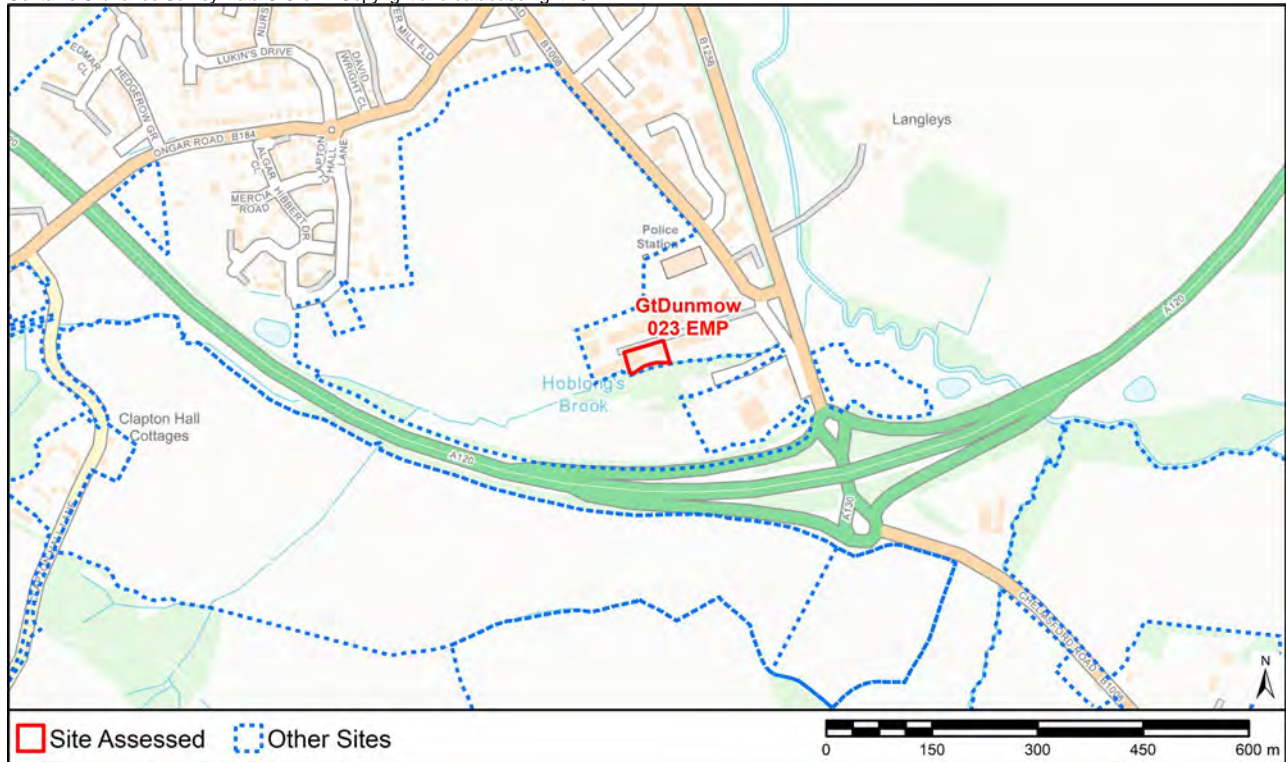 EDMAR
CL
HEDGEROW GR
LUKIN'S DRIVE
DAVID
WRIGHT CL
ER MILL FLD
B1008
B1256
ONGAR ROAD B184
CLAPTON
HALL
LANE
ALGAR
CL
HIBBERT DR
MERCIA
ROAD
Langleys
Police
Station
GtDunmow
023 EMP
A120
Hoblong's
Brook
Clapton Hall
Cottages
A120
A130
CHELMSFORD ROAD B1008
N
Site Assessed
Other Sites
0
150
300
450
600 m